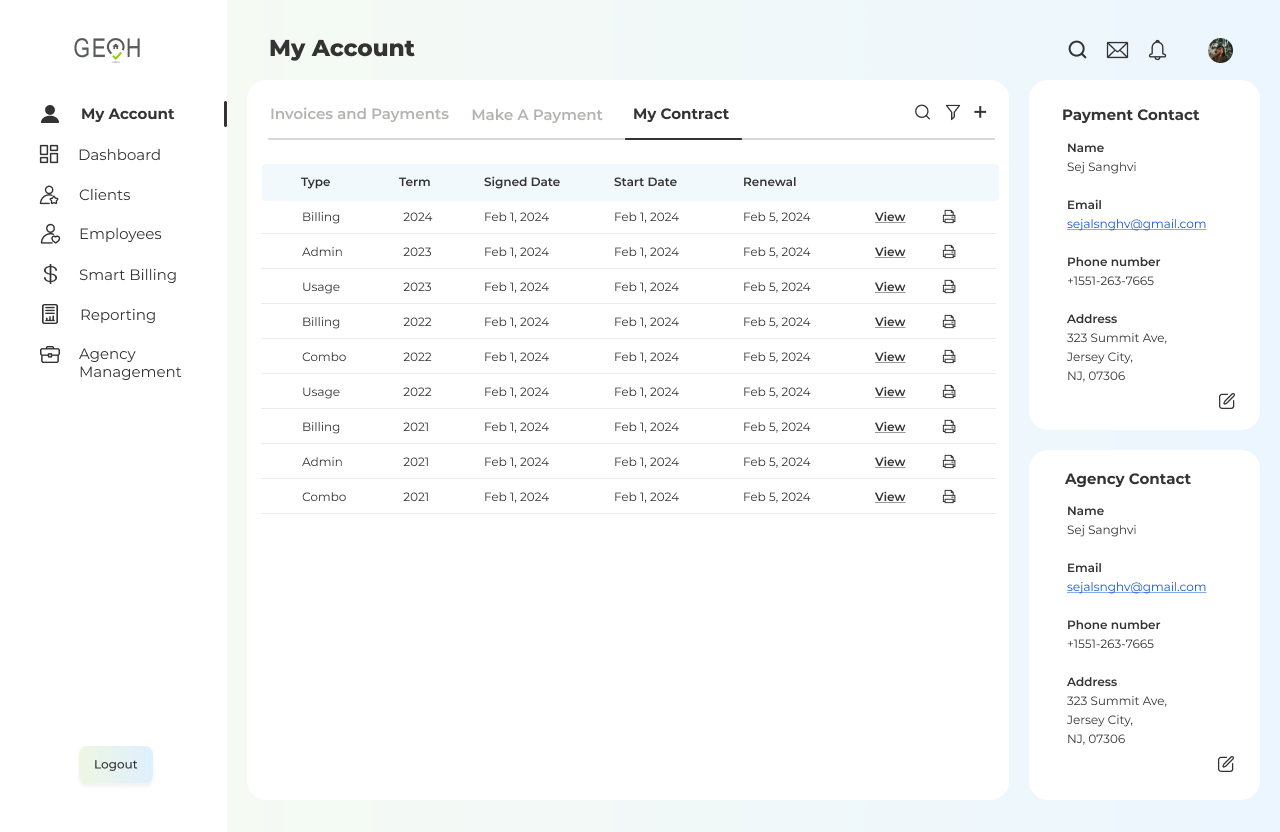 GEOH
My Account
Dashboard
Clients
Employees
Smart Billing
Reporting
Agency
Management
Logout
My Account
Invoices and Payments Make A Payment My Contract
Type Term Signed Date Start Date Renewal
Billing 2024 Feb 1, 2024 Feb 1, 2024 Feb 5, 2024 View
Admin 2023 Feb 1, 2024 Feb 1, 2024 Feb 5, 2024 View
Usage 2023 Feb 1, 2024 Feb 1, 2024 Feb 5, 2024 View
Billing 2022 Feb 1, 2024 Feb 1, 2024 Feb 5, 2024 View
Combo 2022 Feb 1, 2024 Feb 1, 2024 Feb 5, 2024 View
Usage 2022 Feb 1, 2024 Feb 1, 2024 Feb 5, 2024 View
Billing 2021 Feb 1, 2024 Feb 1, 2024 Feb 5, 2024 View
Admin 2021 Feb 1, 2024 Feb 1, 2024 Feb 5, 2024 View
Combo 2021 Feb 1, 2024 Feb 1, 2024 Feb 5, 2024 View
Payment Contact
Name
Sej Sanghvi
Email
sejalsnghv@gmail.com
Phone number
+1551-263-7665
Address
323 Summit Ave,
Jersey City,
NJ, 07306
Agency Contact
Name
Sej Sanghvi
Email
sejalsnghv@gmail.com
Phone number
+1551-263-7665
Address
323 Summit Ave,
Jersey City,
NJ, 07306